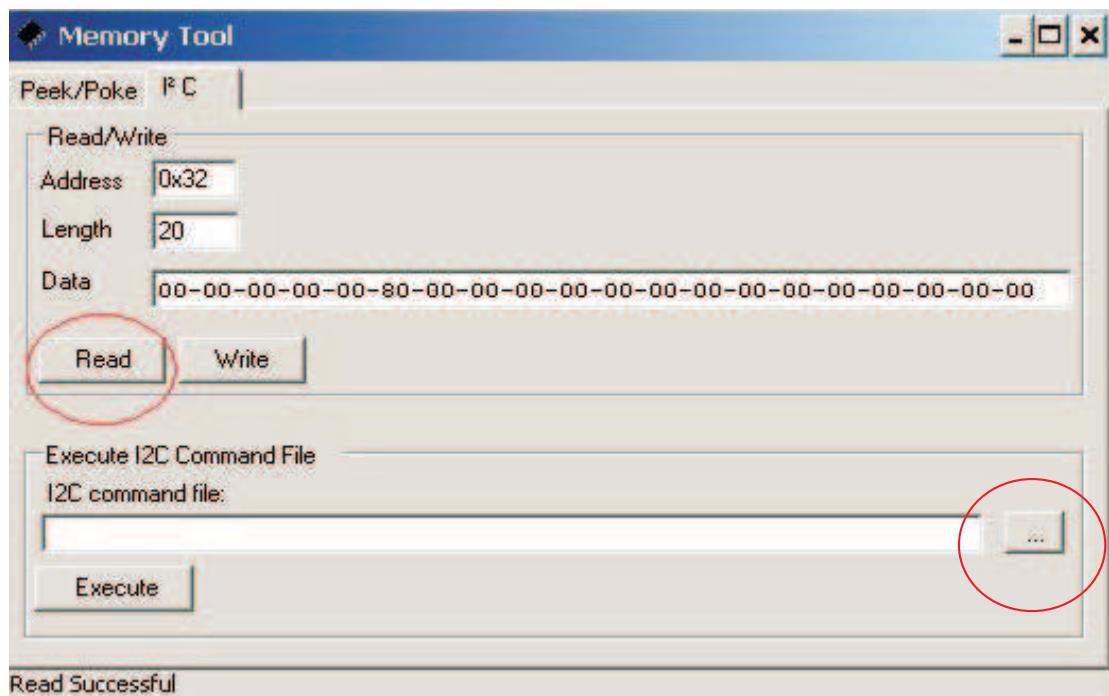 Memory Tool
Peek/Poke I² C
Read/Write
Address 0x32
Length 20
Data 00-00-00-00-00-80-00-00-00-00-00-00-00-00-00-00-00-00-00-00
Read Write
Execute I2C Command File
I2C command file:
...
Execute
Read Successful